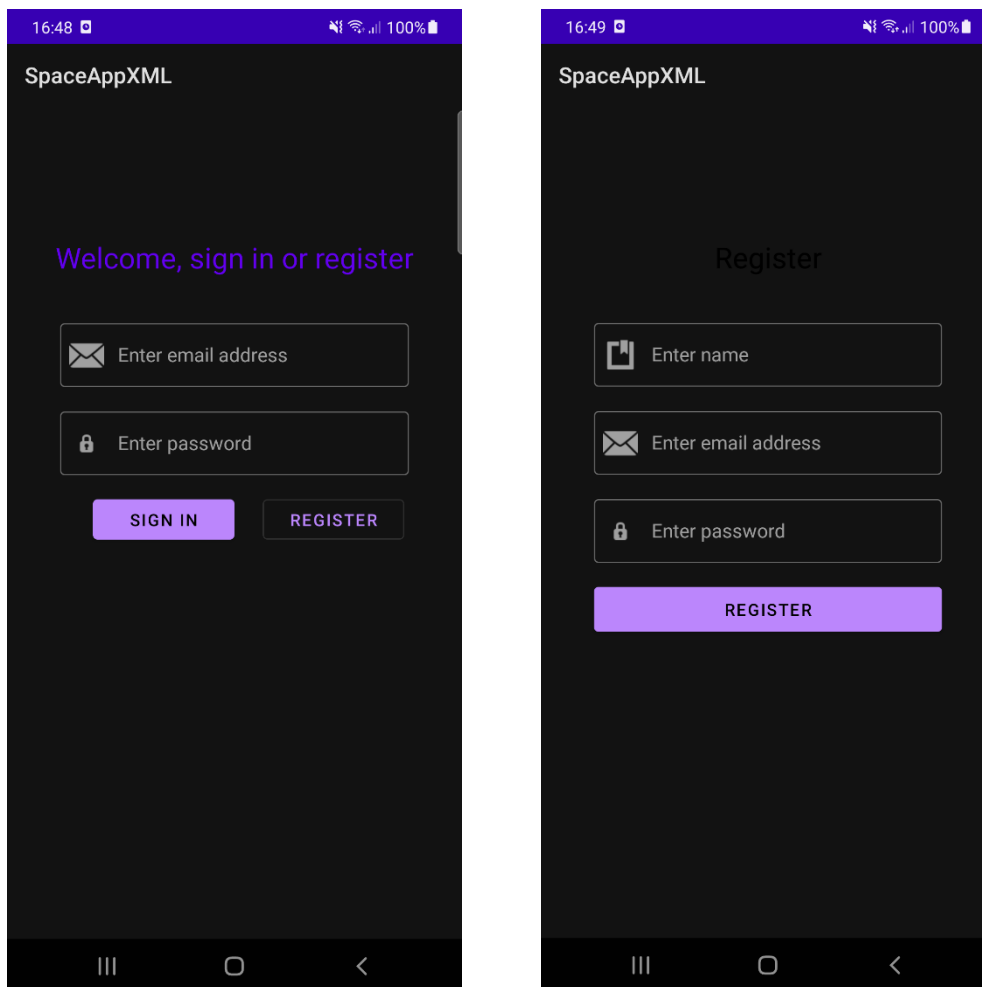 16:48
100%
SpaceAppXML
Welcome, sign in or register
Enter email address
Enter password
SIGN IN
REGISTER
16:49
100%
SpaceAppXML
Register
Enter name
Enter email address
Enter password
REGISTER